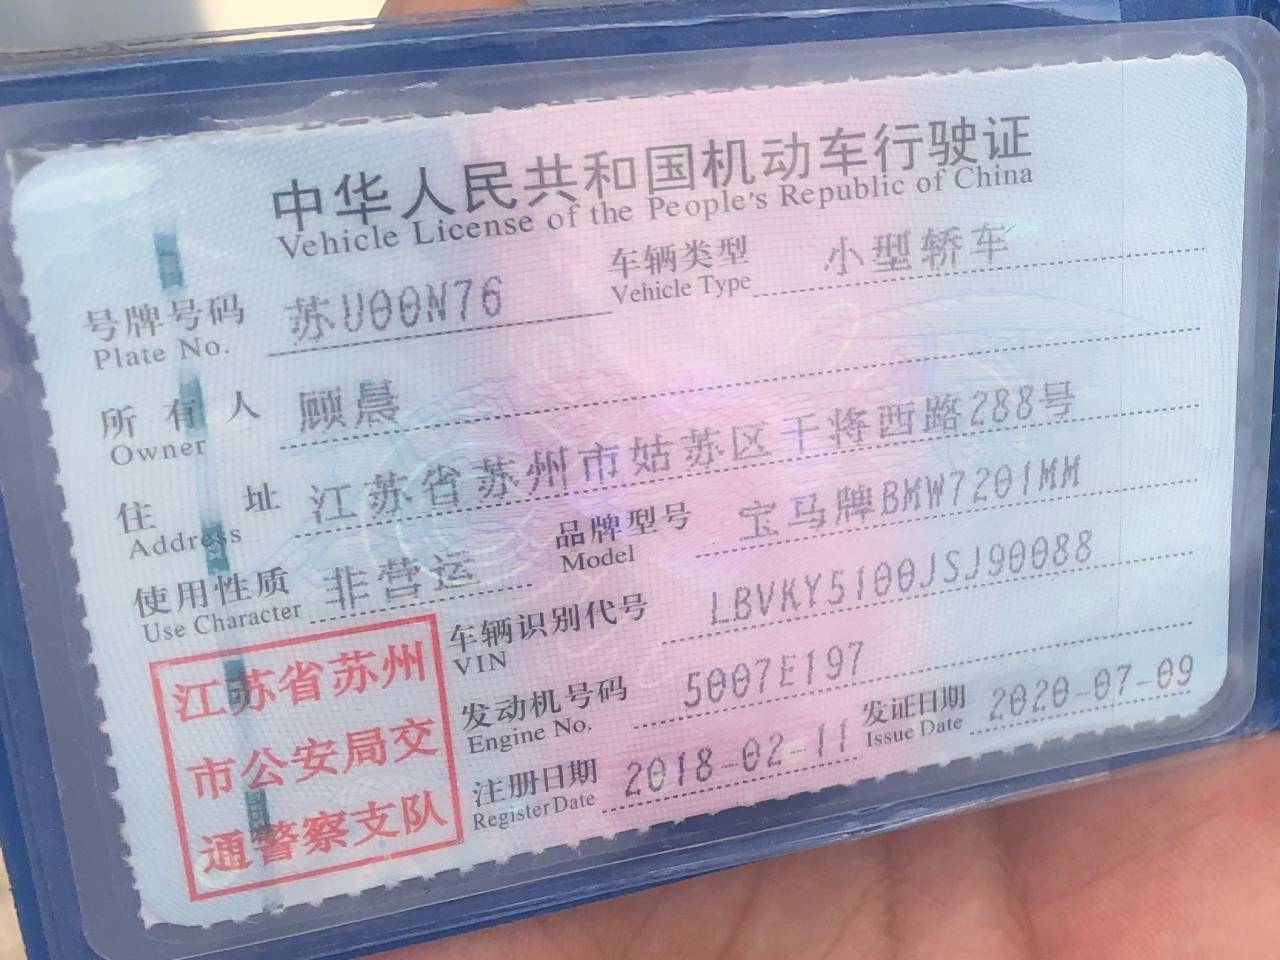 中华人民共和国机动车行驶证
Vehicle License of the People's Republic of China
号牌号码 苏U00N76 车辆类型 小型轿车
Plate No. Vehicle Type
所有人 顾晨
Owner
住址 江苏省苏州市姑苏区干将西路288号
Address
使用性质 非营运 品牌型号 宝马牌BMW7201MM
Use Character Model
车辆识别代号 LBVKY5100JSJ90088
VIN
发动机号码 5007E197
Engine No.
注册日期 2018-02-11 发证日期 2020-07-09
Register Date Issue Date
江苏省苏州
市公安局交
通警察支队